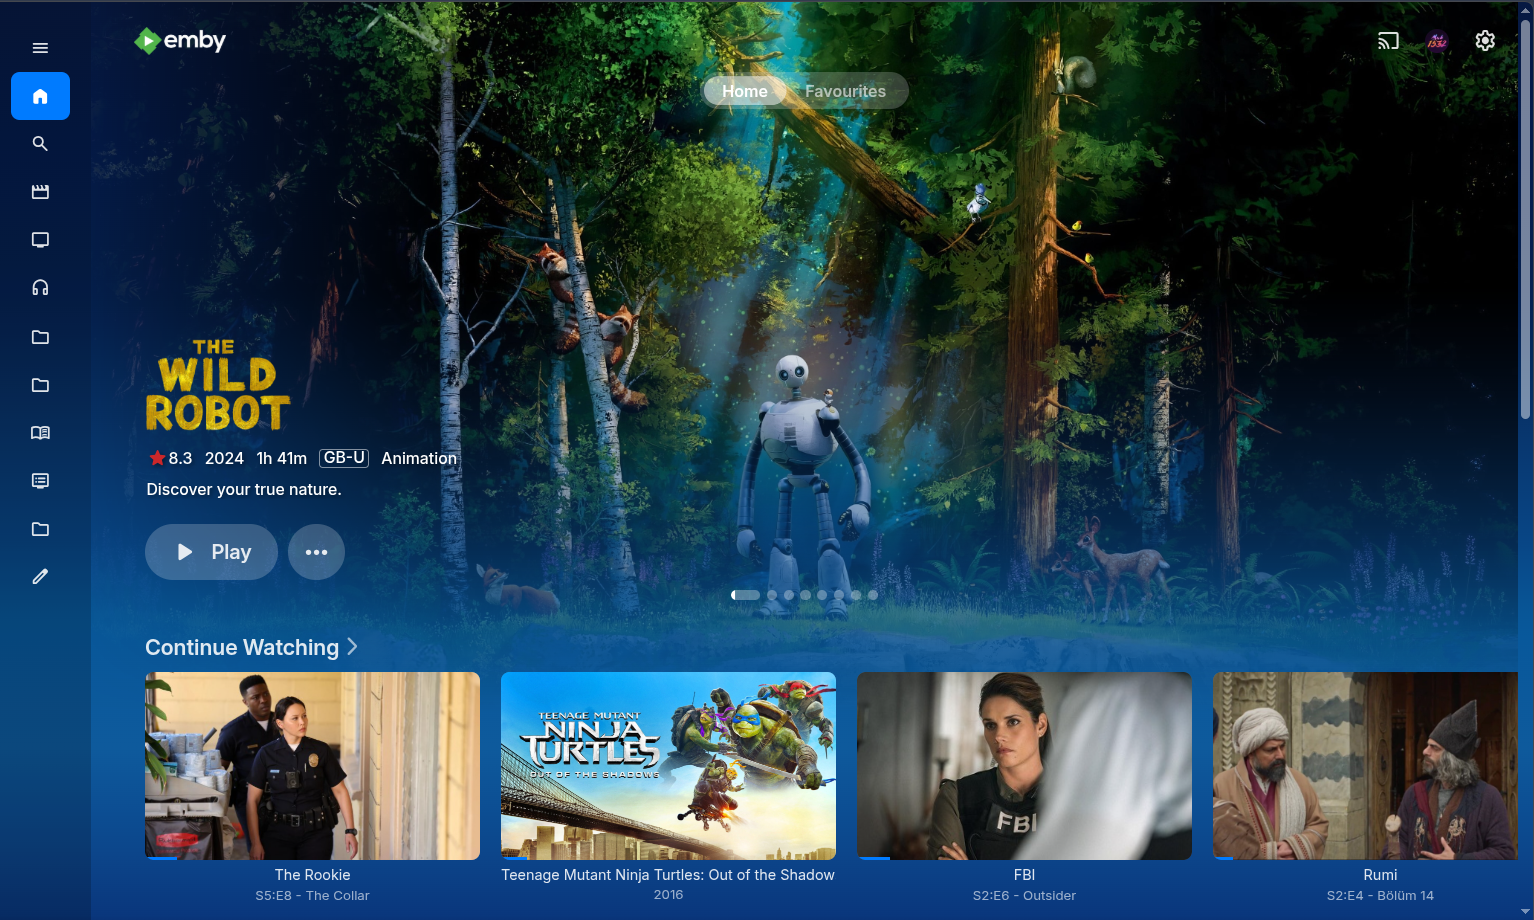 emby
Home
Favourites
THE
WILD
ROBOT
8.3 2024 1h 41m GB-U Animation
Discover your true nature.
Play
Continue Watching
TEENAGE MUTANT
NINJA
TURTLES
OUT OF THE SHADOWS
FBI
The Rookie
S5:E8 - The Collar
Teenage Mutant Ninja Turtles: Out of the Shadow
2016
FBI
S2:E6 - Outsider
Rumi
S2:E4 - Bölüm 14